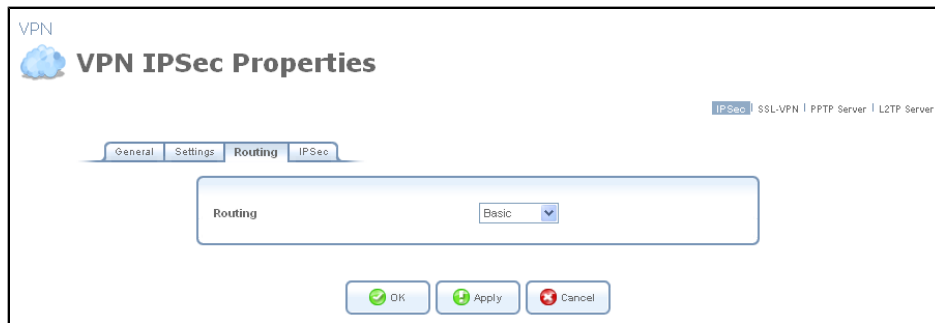 VPN
VPN IPSec Properties
IPSec | SSL-VPN | PPTP Server | L2TP Server
General Settings Routing IPSec
Routing Basic
OK Apply Cancel